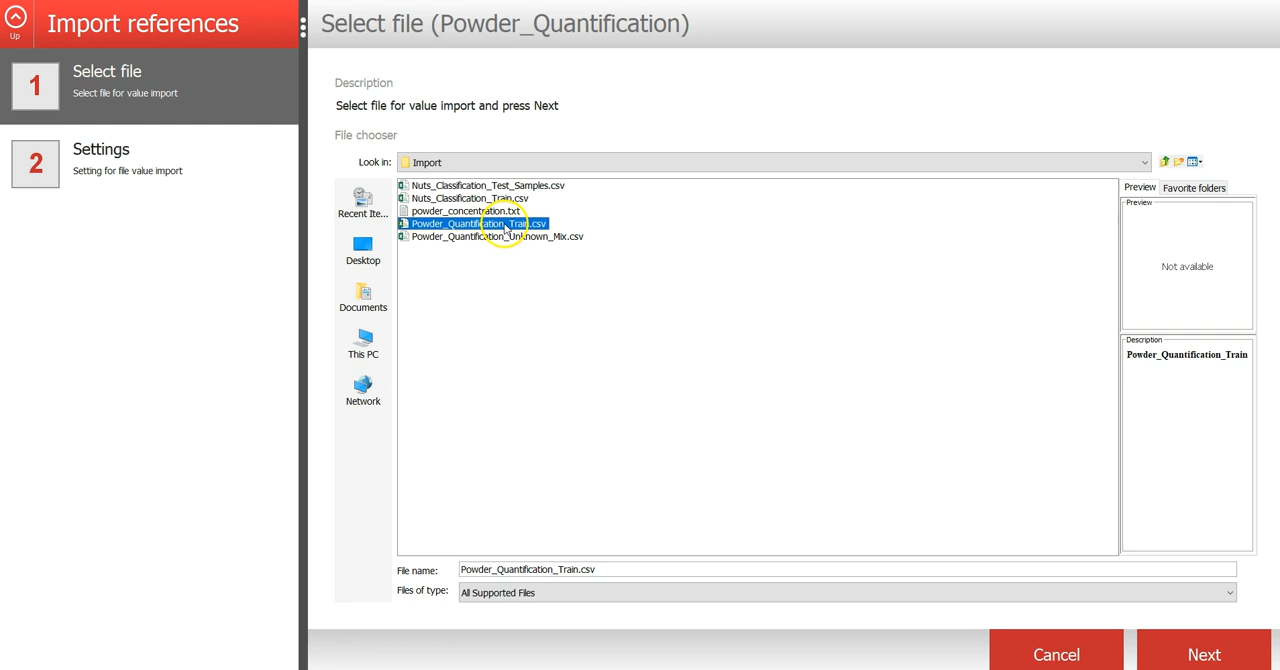 Up
Import references
Select file (Powder_Quantification)
1
Select file
Select file for value import
2
Settings
Setting for file value import
Description
Select file for value import and press Next
File chooser
Look in:
Import
Recent Ite...
Desktop
Documents
This PC
Network
Nuts_Classification_Test_Samples.csv
Nuts_Classification_Train.csv
powder_concentration.txt
Powder_Quantification_Train.csv
Powder_Quantification_Unknown_Mix.csv
Preview
Favorite folders
Preview
Not available
Description
Powder_Quantification_Train
File name:
Powder_Quantification_Train.csv
Files of type:
All Supported Files
Cancel
Next